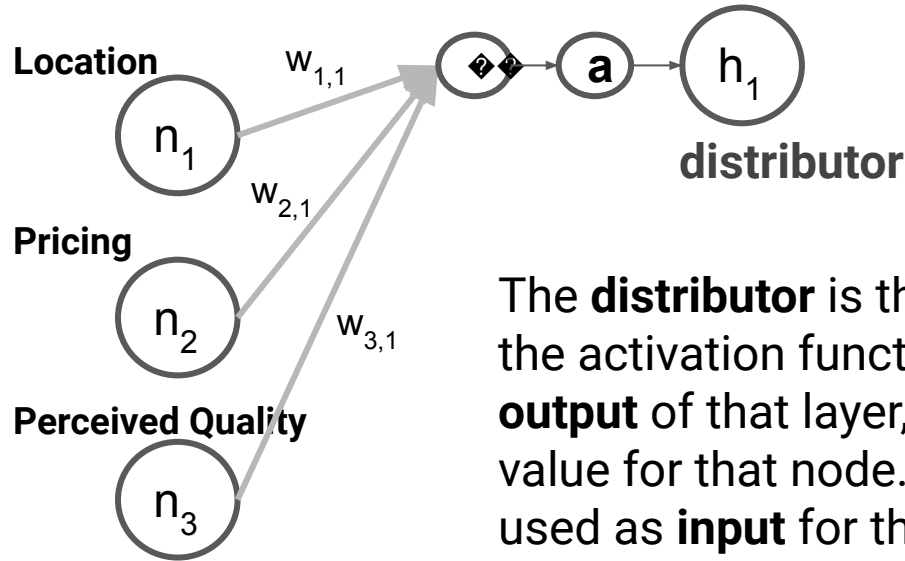 Location
w1,1
��
a
h1
n1
distributor
w2,1
Pricing
n2
w3,1
The distributor is th
the activation funct
output of that layer,
value for that node.
used as input for th
Perceived Quality
n3